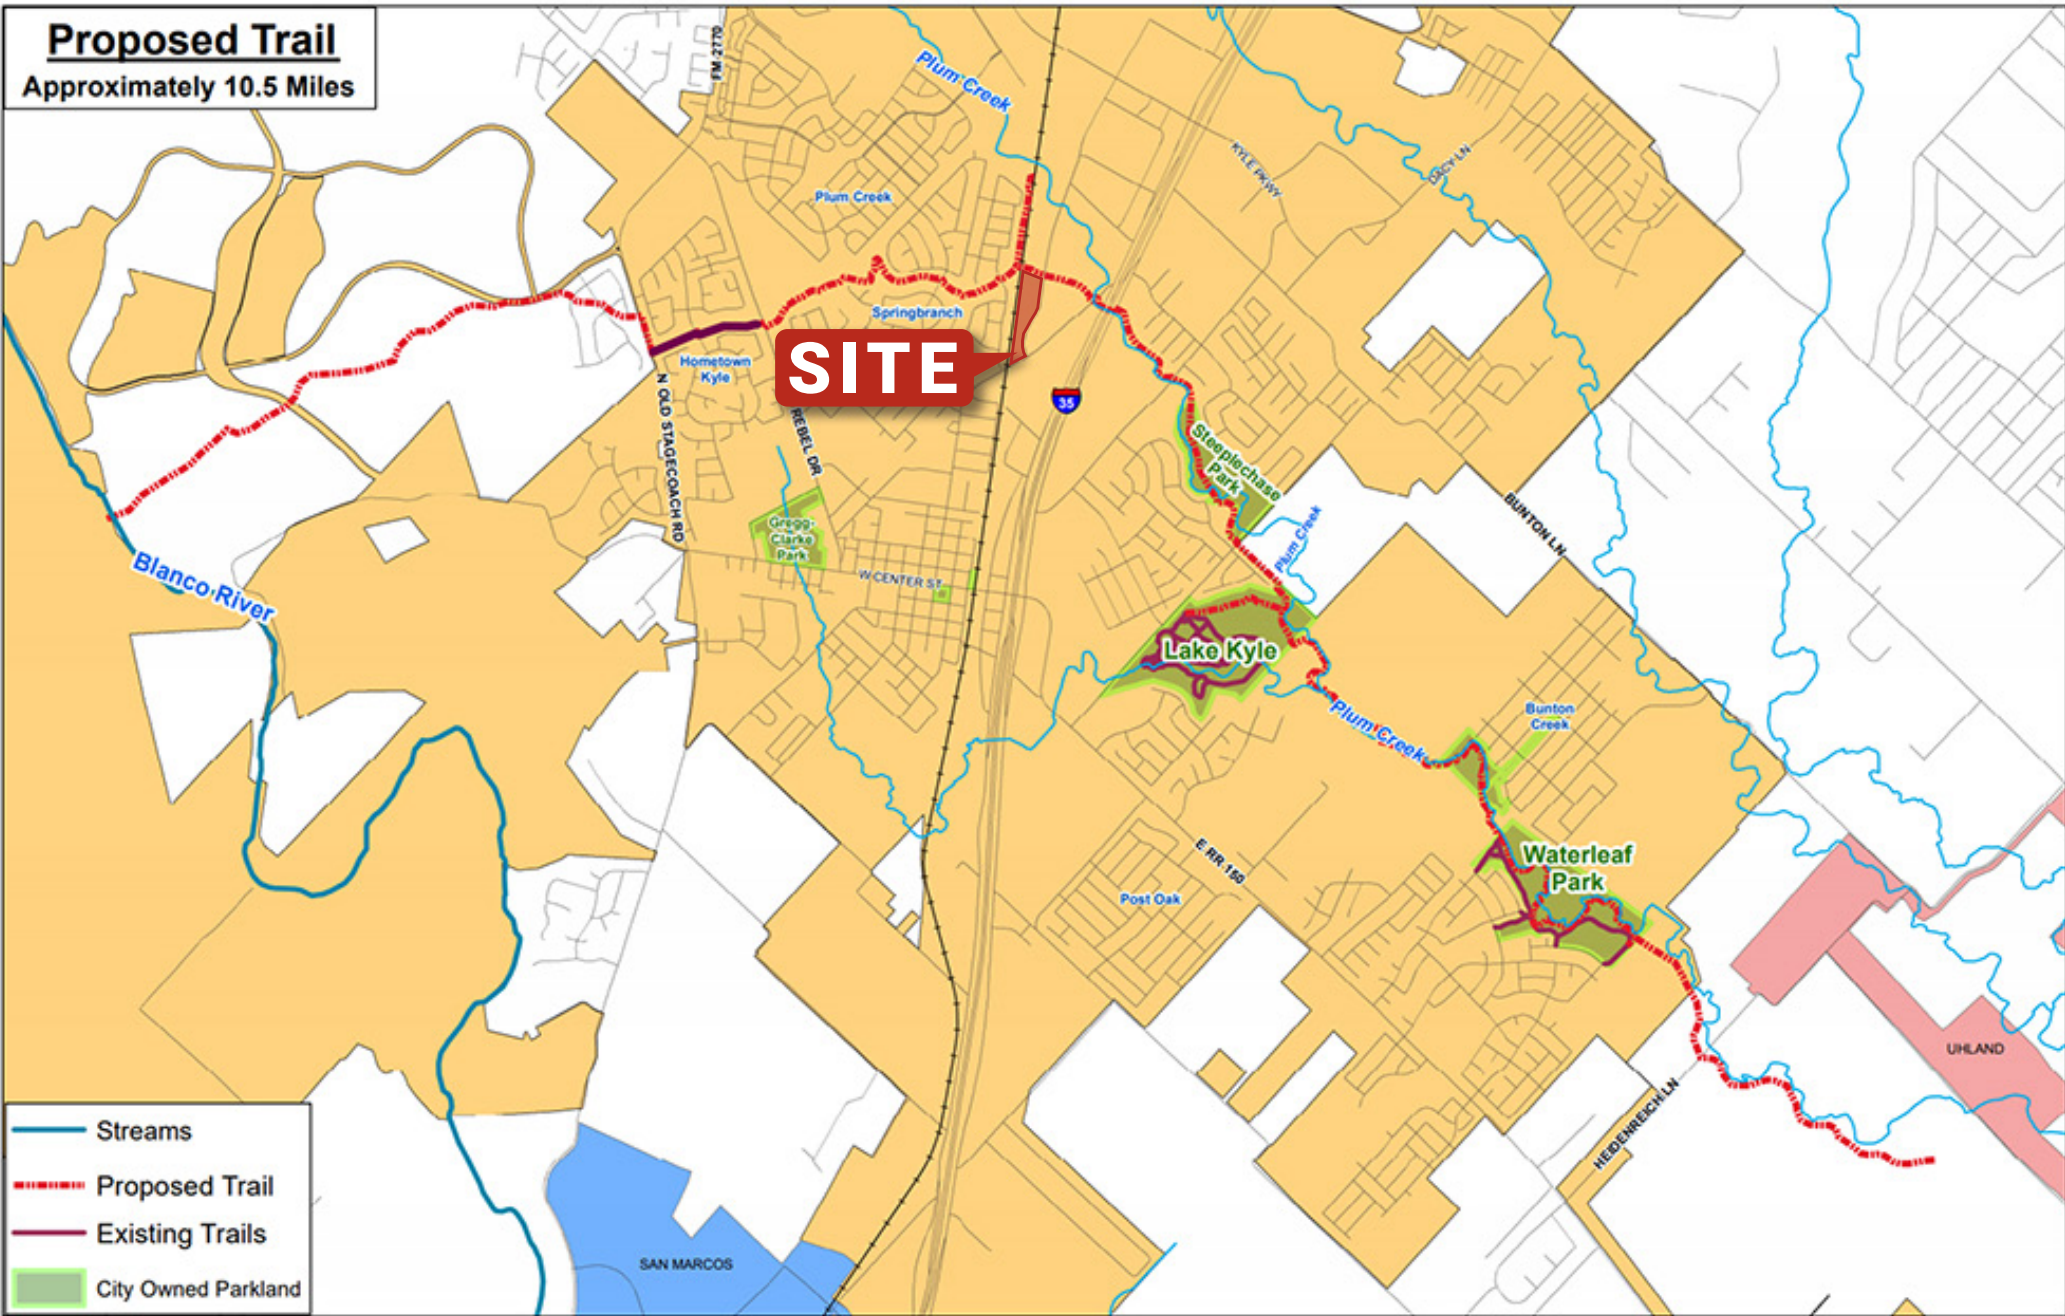 Proposed Trail
Approximately 10.5 Miles
FM-2770
Plum Creek
KYLE PKWY
DACY LN
Plum Creek
Springbranch
Hometown
Kyle
SITE
35
N OLD STAGECOACH RD
REBEL DR
Steeplechase
Park
Plum Creek
BUNTON LN
Gregg-
Clarke
Park
W CENTER ST
Blanco River
Lake Kyle
Plum Creek
Bunton
Creek
E RR 150
Waterleaf
Park
Post Oak
UHLAND
HEIDENREICH LN
SAN MARCOS
Streams
Proposed Trail
Existing Trails
City Owned Parkland